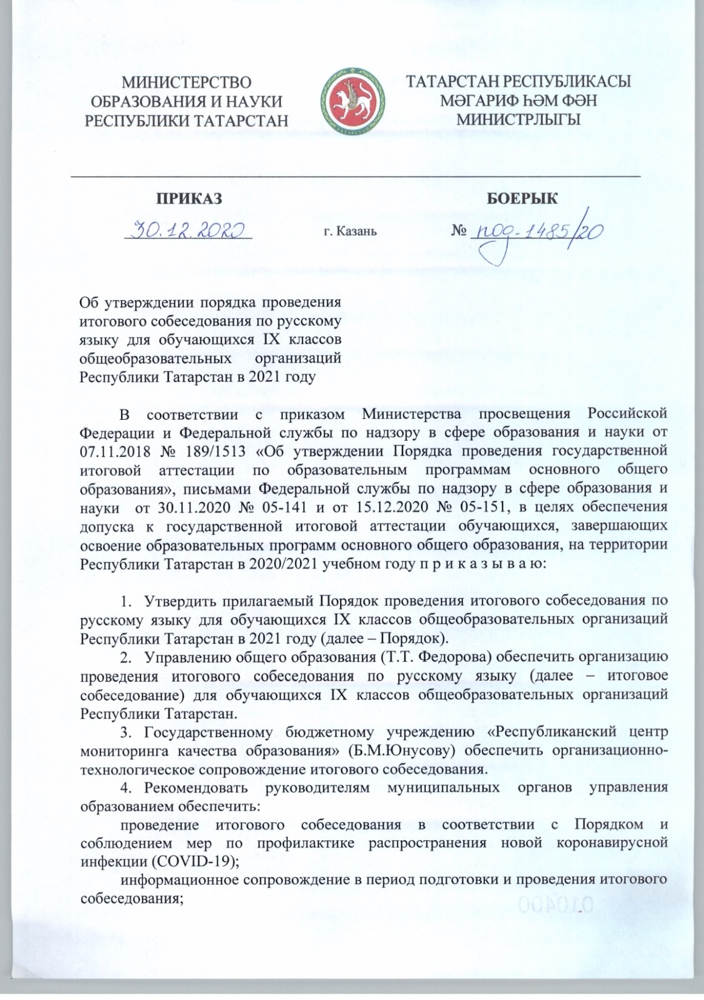 МИНИСТЕРСТВО
ОБРАЗОВАНИЯ И НАУКИ
РЕСПУБЛИКИ ТАТАРСТАН
ТАТАРСТАН
ТАТАРСТАН РЕСПУБЛИКАСЫ
МӘГАРИФ ҺӘМ ФӘН
МИНИСТРЛЫГЫ
ПРИКАЗ
БОЕРЫК
30.12.2020
г. Казань
№ под-1485/20
Об утверждении порядка проведения
итогового собеседования по русскому
языку для обучающихся IX классов
общеобразовательных организаций
Республики Татарстан в 2021 году
В соответствии с приказом Министерства просвещения Российской
Федерации и Федеральной службы по надзору в сфере образования и науки от
07.11.2018 № 189/1513 «Об утверждении Порядка проведения государственной
итоговой аттестации по образовательным программам основного общего
образования», письмами Федеральной службы по надзору в сфере образования и
науки от 30.11.2020 № 05-141 и от 15.12.2020 № 05-151, в целях обеспечения
допуска к государственной итоговой аттестации обучающихся, завершающих
освоение образовательных программ основного общего образования, на территории
Республики Татарстан в 2020/2021 учебном году п р и к а з ы в а ю:
1. Утвердить прилагаемый Порядок проведения итогового собеседования по
русскому языку для обучающихся IX классов общеобразовательных организаций
Республики Татарстан в 2021 году (далее – Порядок).
2. Управлению общего образования (Т.Т. Федорова) обеспечить организацию
проведения итогового собеседования по русскому языку (далее – итоговое
собеседование) для обучающихся IX классов общеобразовательных организаций
Республики Татарстан.
3. Государственному бюджетному учреждению «Республиканский центр
мониторинга качества образования» (Б.М.Юнусову) обеспечить организационно-
технологическое сопровождение итогового собеседования.
4. Рекомендовать руководителям муниципальных органов управления
образованием обеспечить:
проведение итогового собеседования в соответствии с Порядком и
соблюдением мер по профилактике распространения новой коронавирусной
инфекции (COVID-19);
информационное сопровождение в период подготовки и проведения итогового
собеседования;
010400